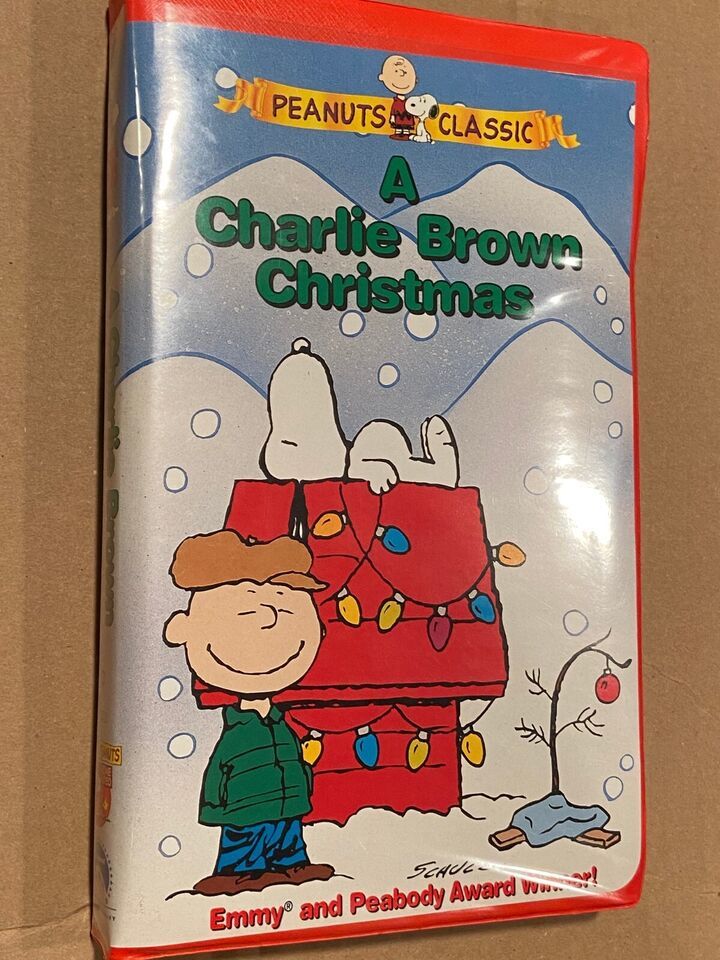 PEANUTS CLASSIC
A
Charlie Brown
Christmas
Emmy® and Peabody Award